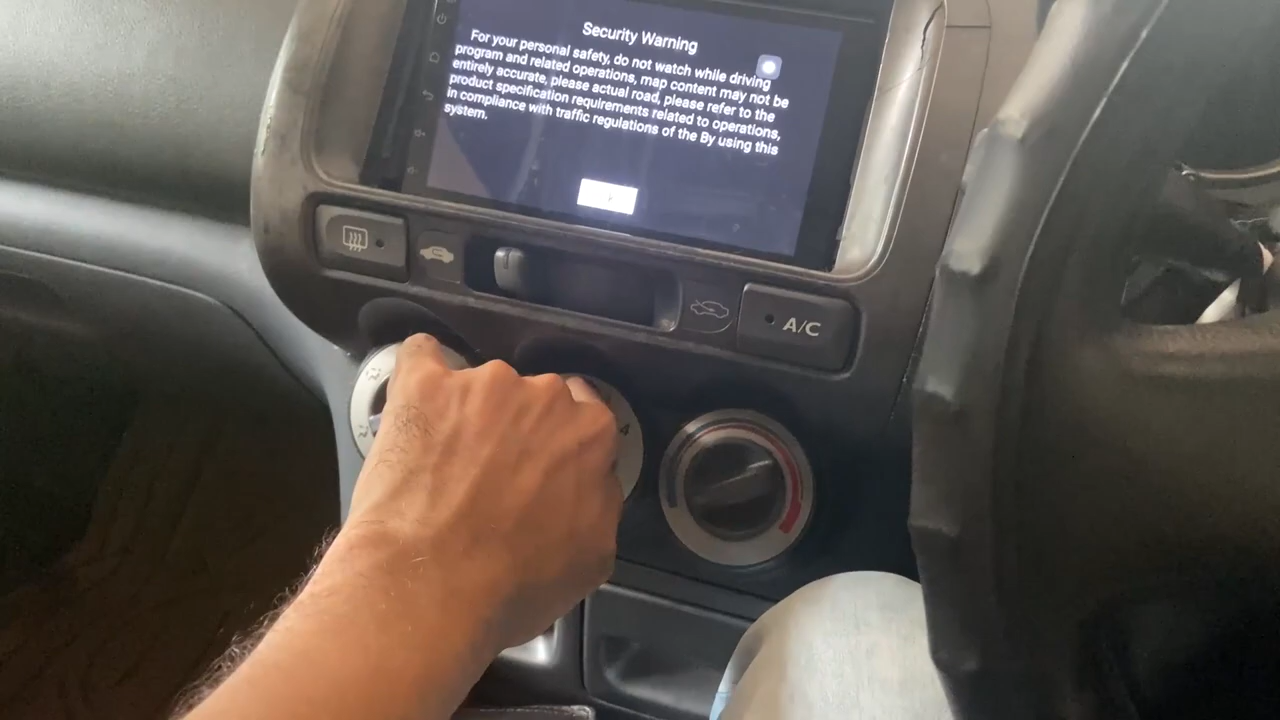 Security Warning
For your personal safety, do not watch while driving
program and related operations, map content may not be
entirely accurate, please actual road, please refer to the
product specification requirements related to operations,
in compliance with traffic regulations of the By using this
system.
A/C
4